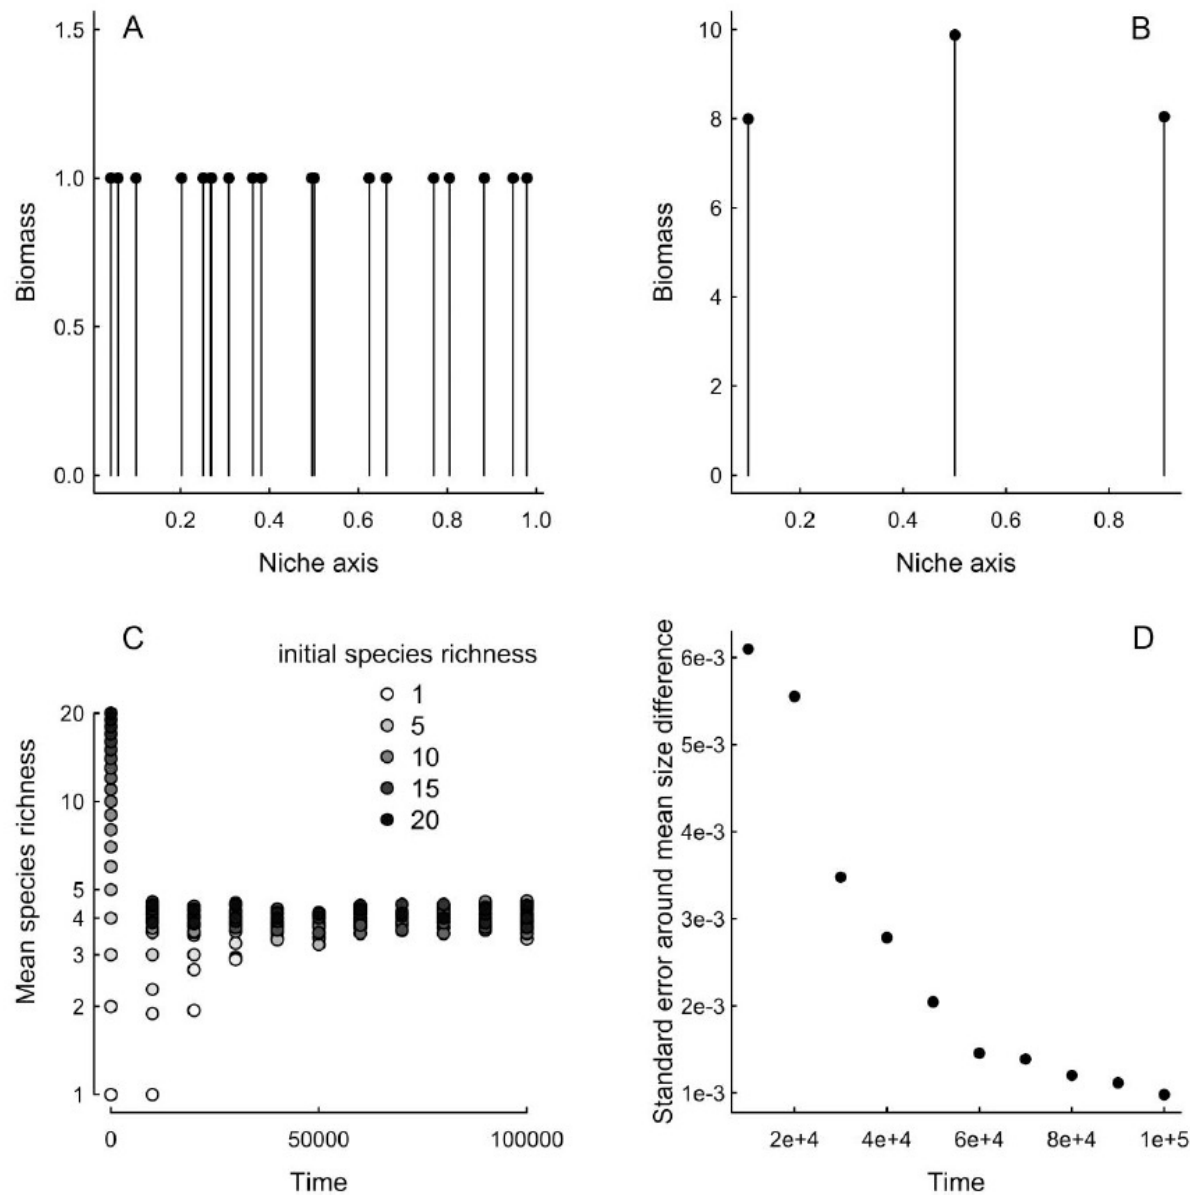 A
1.5
1.0
0.5
0.0
Biomass
0.2 0.4 0.6 0.8 1.0
Niche axis
B
10
8
6
4
2
0
Biomass
0.2 0.4 0.6 0.8
Niche axis
C
initial species richness
1
5
10
15
20
20
10
5
4
3
2
1
Mean species richness
0 50000 100000
Time
D
6e-3
5e-3
4e-3
3e-3
2e-3
1e-3
Standard error around mean size difference
2e+4 4e+4 6e+4 8e+4 1e+5
Time